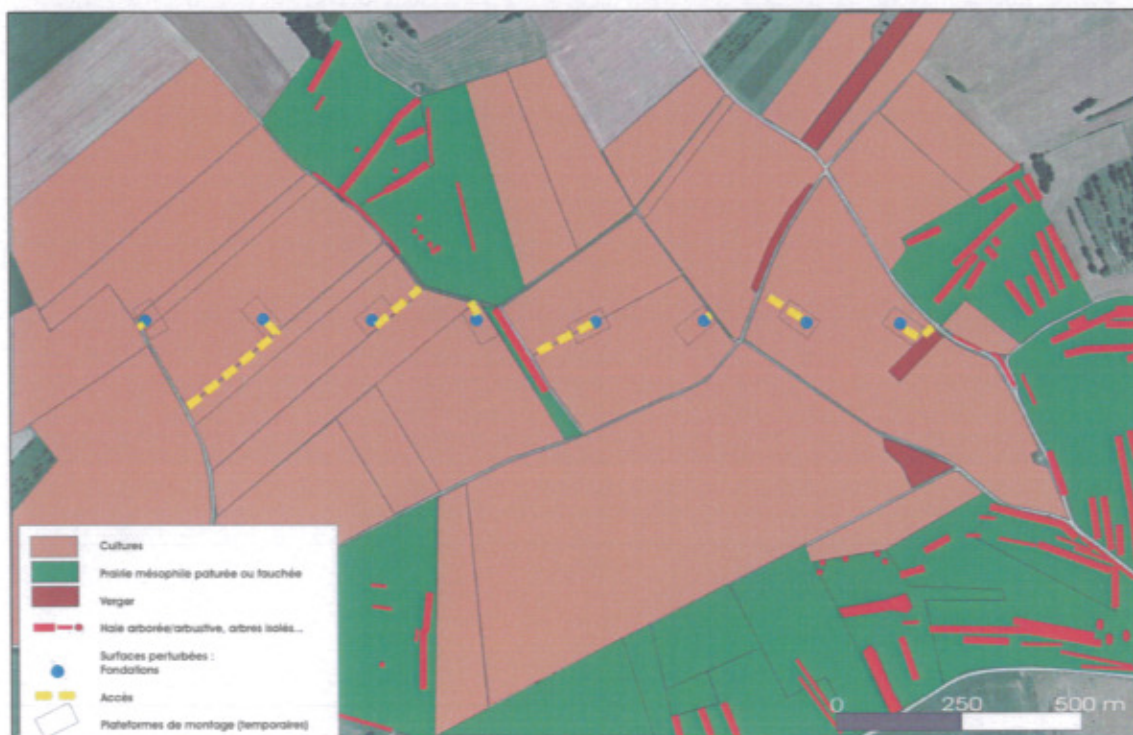 Cultures
Prairie mésophile paturée ou fauchée
Verger
Haie arborée/arbustive, arbres isolés...
Surfaces perturbées :
Fondations
Accès
Plateformes de montage (temporaires)
0 250 500 m